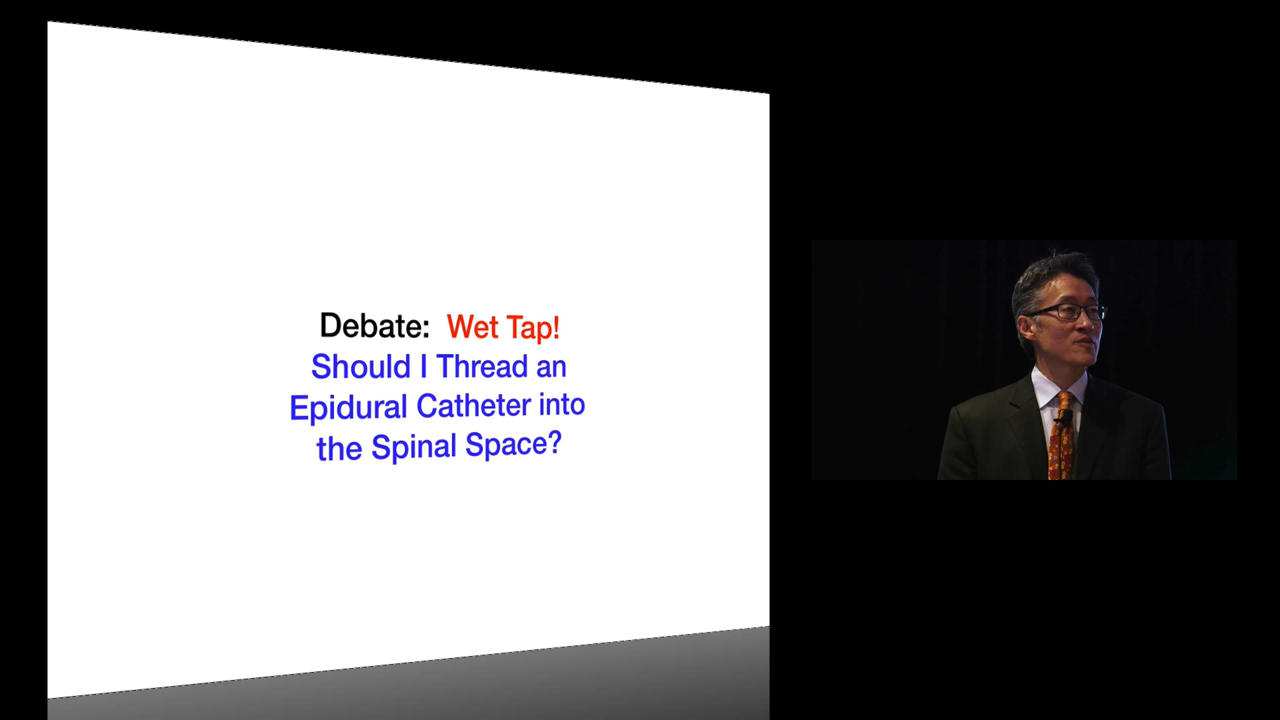 Debate: Wet Tap!
Should I Thread an
Epidural Catheter into
the Spinal Space?